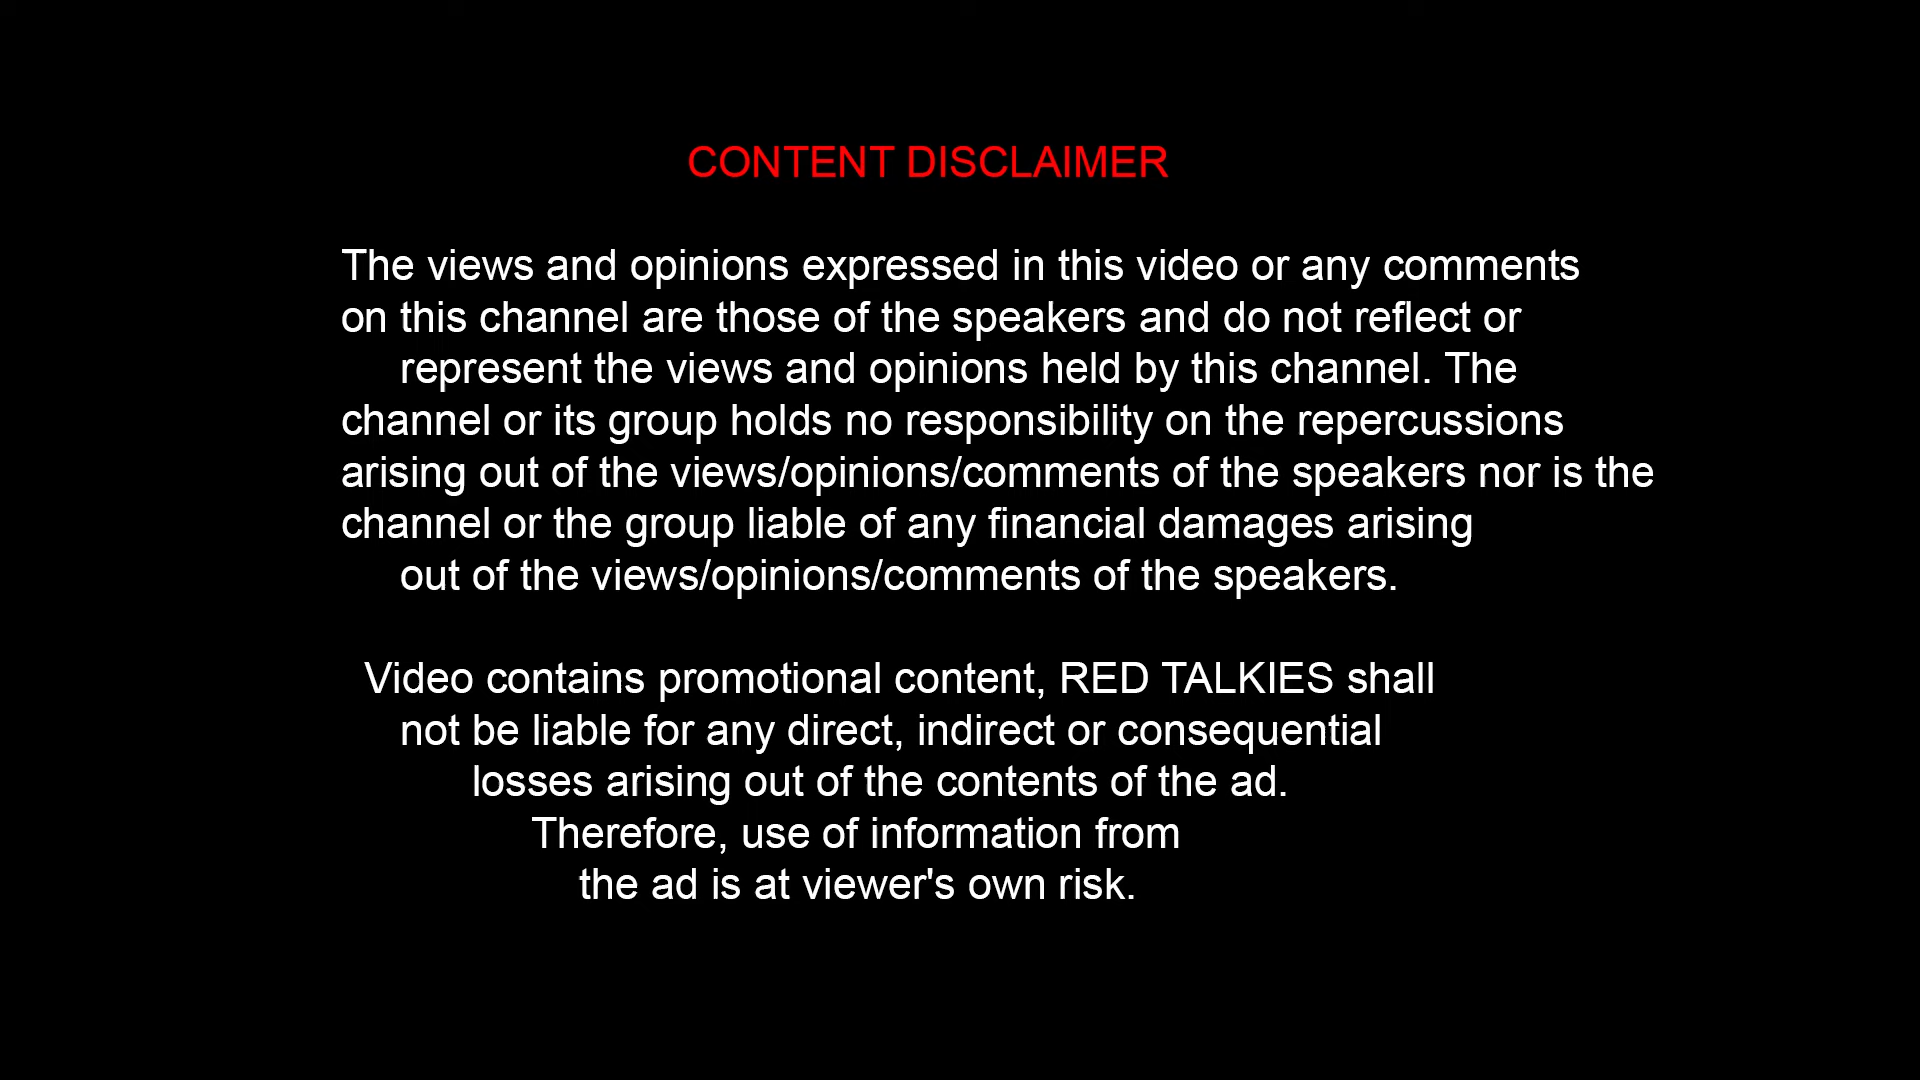 CONTENT DISCLAIMER
The views and opinions expressed in this video or any comments
on this channel are those of the speakers and do not reflect or
represent the views and opinions held by this channel. The
channel or its group holds no responsibility on the repercussions
arising out of the views/opinions/comments of the speakers nor is the
channel or the group liable of any financial damages arising
out of the views/opinions/comments of the speakers.
Video contains promotional content, RED TALKIES shall
not be liable for any direct, indirect or consequential
losses arising out of the contents of the ad.
Therefore, use of information from
the ad is at viewer's own risk.